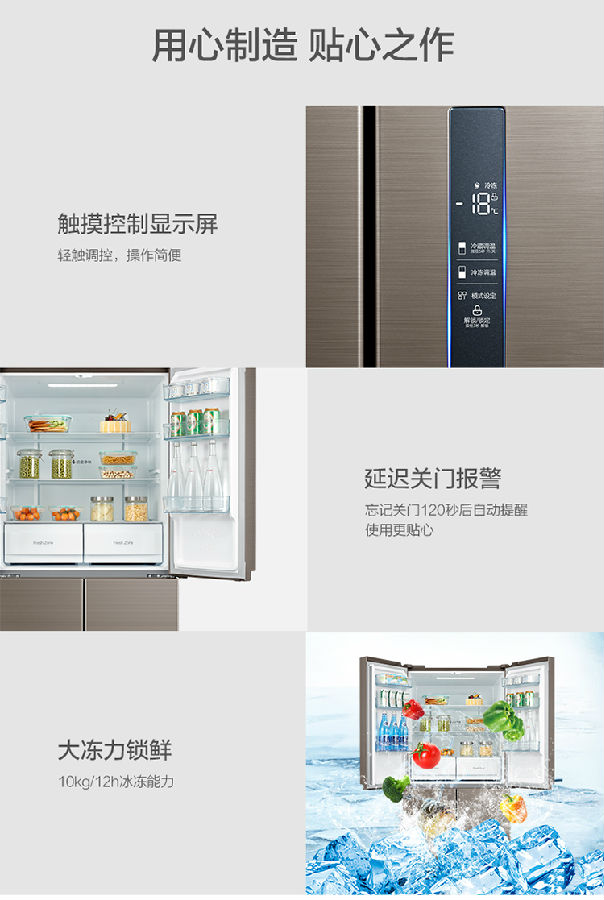 用心制造 贴心之作
触摸控制显示屏
轻触调控，操作简便
冷冻
-18℃
冷藏调温
冷冻调温
模式设定
解锁/锁定
延迟关门报警
忘记关门120秒后自动提醒
使用更贴心
大冻力锁鲜
10kg/12h冰冻能力